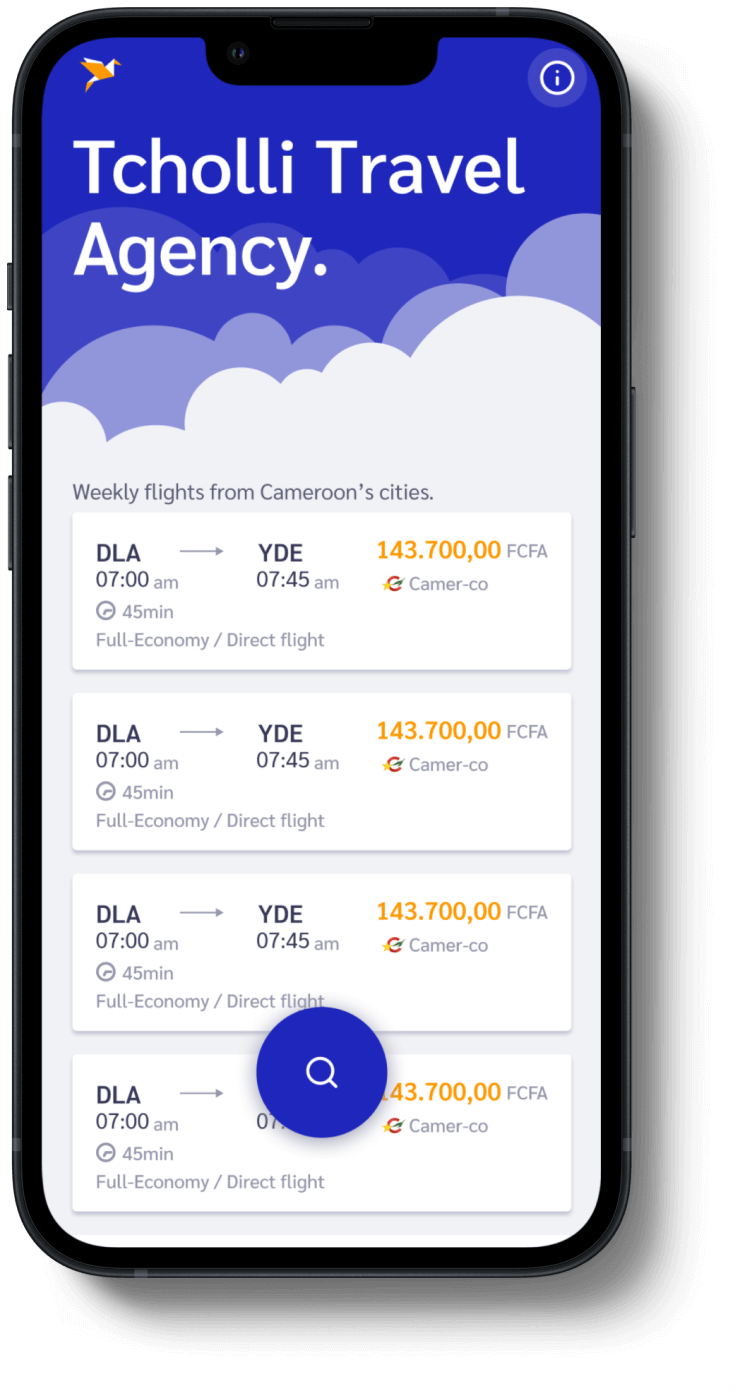 Tcholli Travel
Agency.
Weekly flights from Cameroon’s cities.
DLA YDE 143.700,00 FCFA
07:00 am 07:45 am Camer-co
45min
Full-Economy / Direct flight
DLA YDE 143.700,00 FCFA
07:00 am 07:45 am Camer-co
45min
Full-Economy / Direct flight
DLA YDE 143.700,00 FCFA
07:00 am 07:45 am Camer-co
45min
Full-Economy / Direct flight
DLA 143.700,00 FCFA
07:00 am 07: Camer-co
45min
Full-Economy / Direct flight